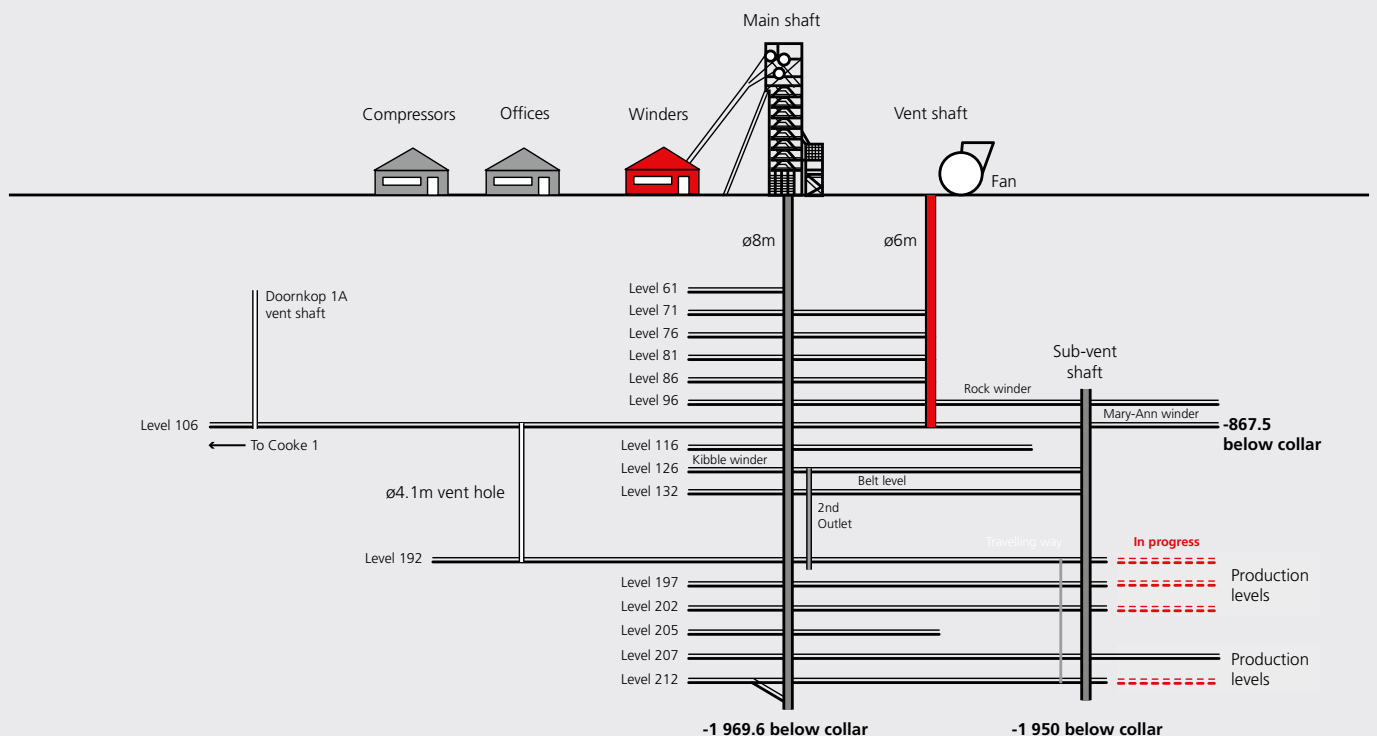 Main shaft
Compressors
Offices
Winders
Vent shaft
Fan
ø8m
ø6m
Level 61
Doornkop 1A
vent shaft
Level 71
Level 76
Level 81
Sub-vent
shaft
Level 86
Rock winder
Level 96
Mary-Ann winder
Level 106
-867.5
below collar
To Cooke 1
Level 116
Kibble winder
Level 126
Belt level
Level 132
ø4.1m vent hole
2nd
Outlet
Travelling way
In progress
Level 192
Production
levels
Level 197
Level 202
Level 205
Level 207
Production
levels
Level 212
-1 969.6 below collar
-1 950 below collar